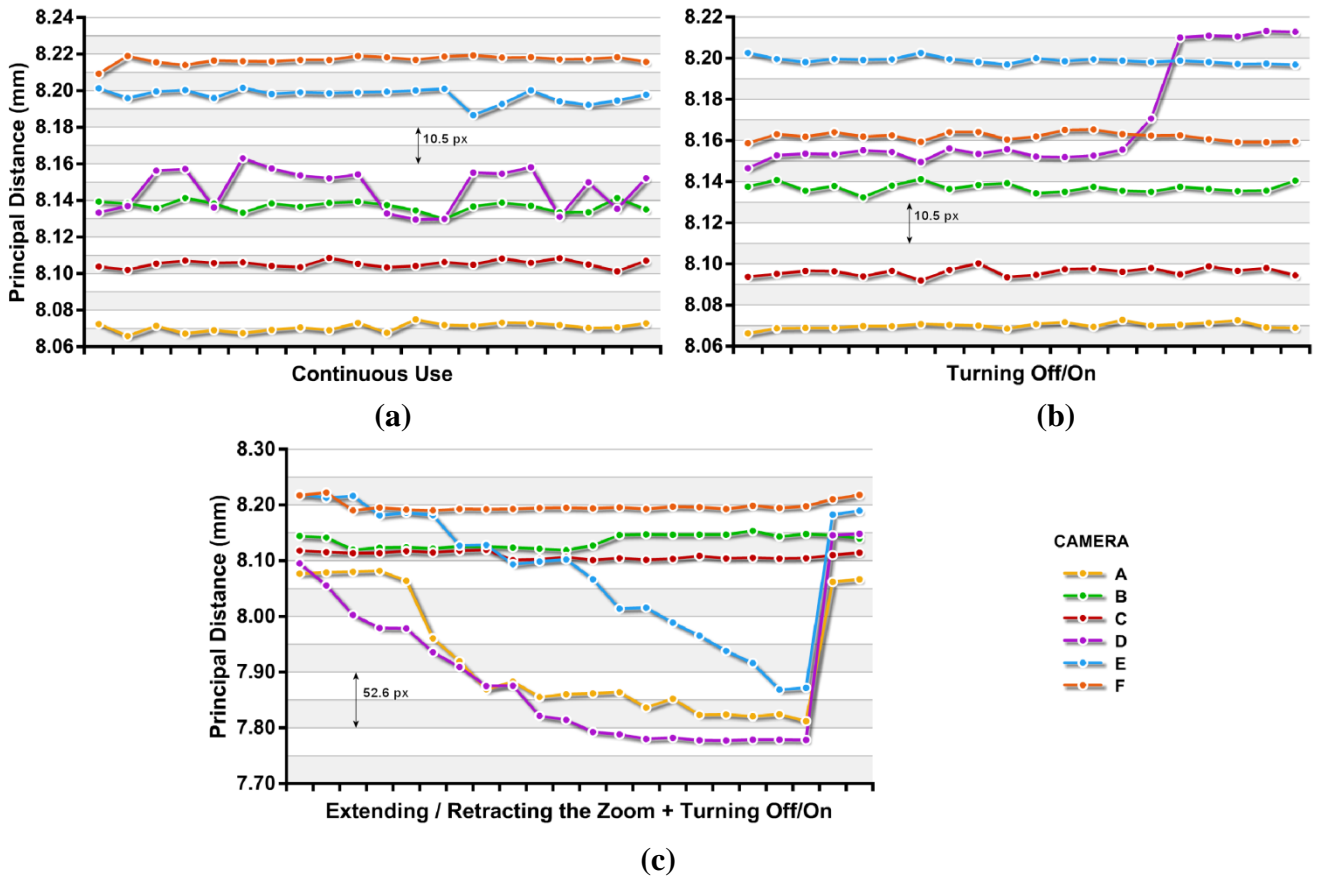 Principal Distance (mm)
8.24
8.22
8.20
8.18
8.16
8.14
8.12
8.10
8.08
8.06
10.5 px
Continuous Use
(a)
8.22
8.20
8.18
8.16
8.14
8.12
8.10
8.08
8.06
10.5 px
Turning Off/On
(b)
Principal Distance (mm)
8.30
8.20
8.10
8.00
7.90
7.80
7.70
52.6 px
Extending / Retracting the Zoom + Turning Off/On
(c)
CAMERA
A
B
C
D
E
F